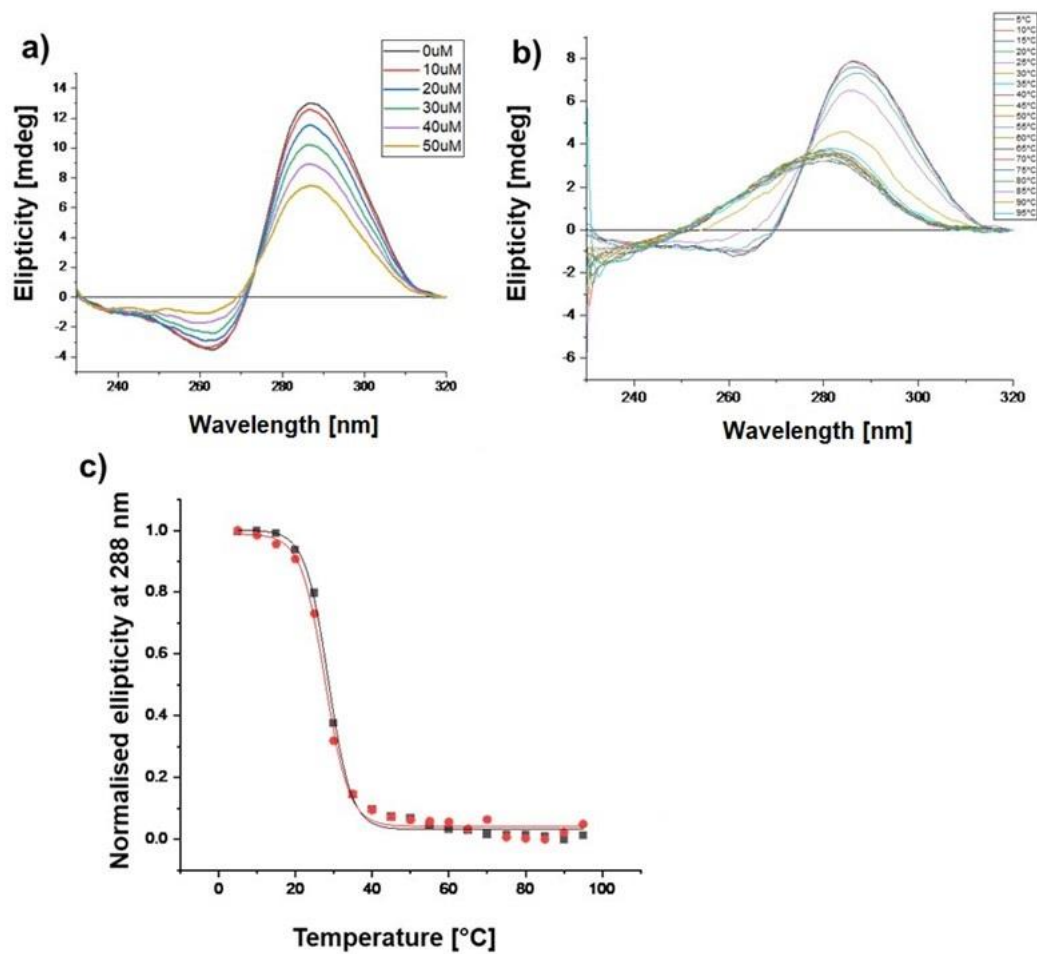 a)
0uM
10uM
20uM
30uM
40uM
50uM
14
12
10
8
6
4
2
0
-2
-4
240
260
280
300
320
Elipticity [mdeg]
Wavelength [nm]
b)
5°C
10°C
15°C
20°C
25°C
30°C
35°C
40°C
45°C
50°C
55°C
60°C
65°C
70°C
75°C
80°C
85°C
90°C
95°C
8
6
4
2
0
-2
-4
-6
240
260
280
300
320
Elipticity [mdeg]
Wavelength [nm]
c)
1.0
0.8
0.6
0.4
0.2
0.0
0
20
40
60
80
100
Normalised ellipticity at 288 nm
Temperature [°C]